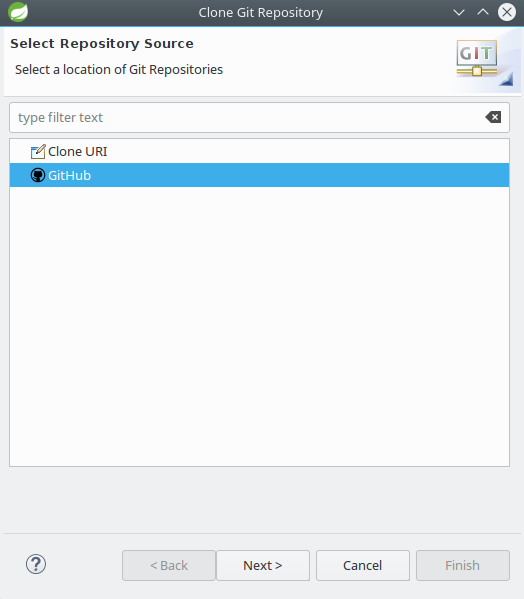 Clone Git Repository
Select Repository Source
Select a location of Git Repositories
GIT
type filter text
Clone URI
GitHub
?
< Back Next > Cancel Finish